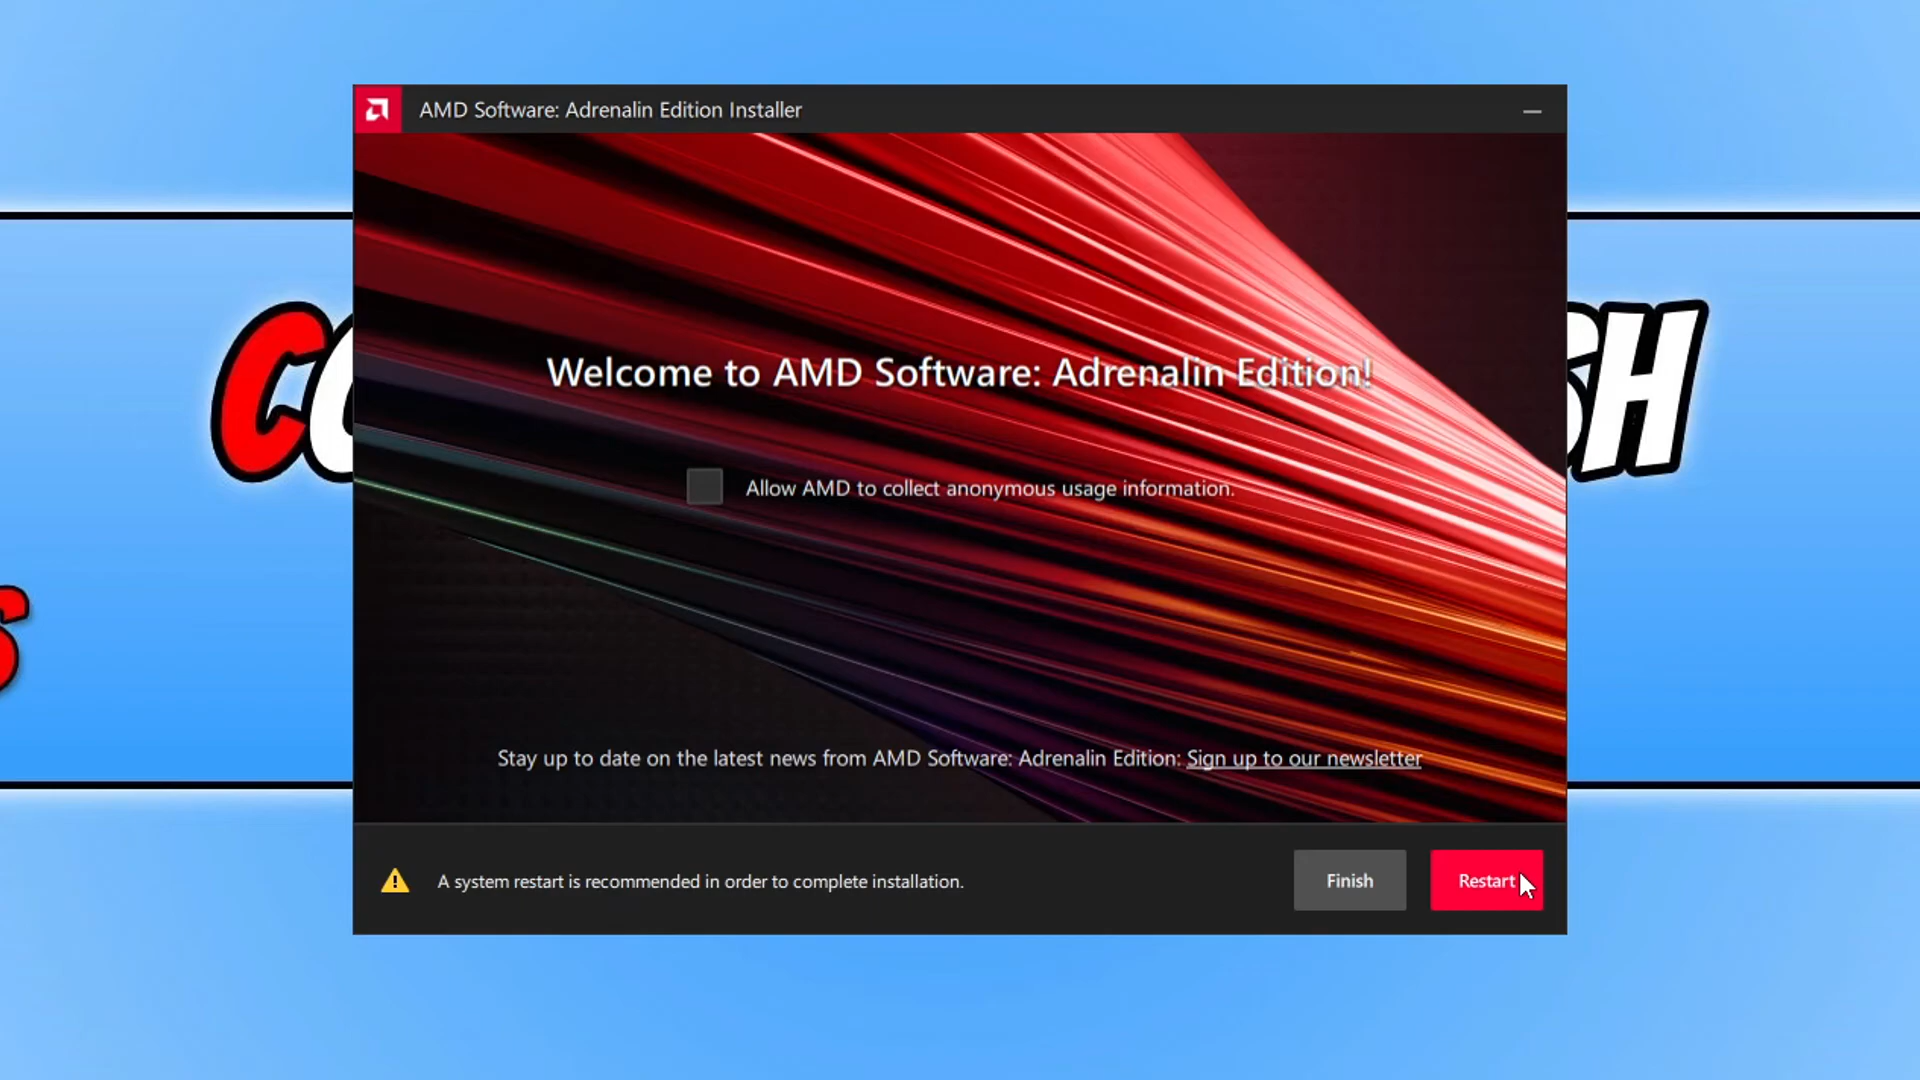 AMD Software: Adrenalin Edition Installer
C
SH
Welcome to AMD Software: Adrenalin Edition!
Allow AMD to collect anonymous usage information.
S
Stay up to date on the latest news from AMD Software: Adrenalin Edition: Sign up to our newsletter
A system restart is recommended in order to complete installation.
Finish
Restart